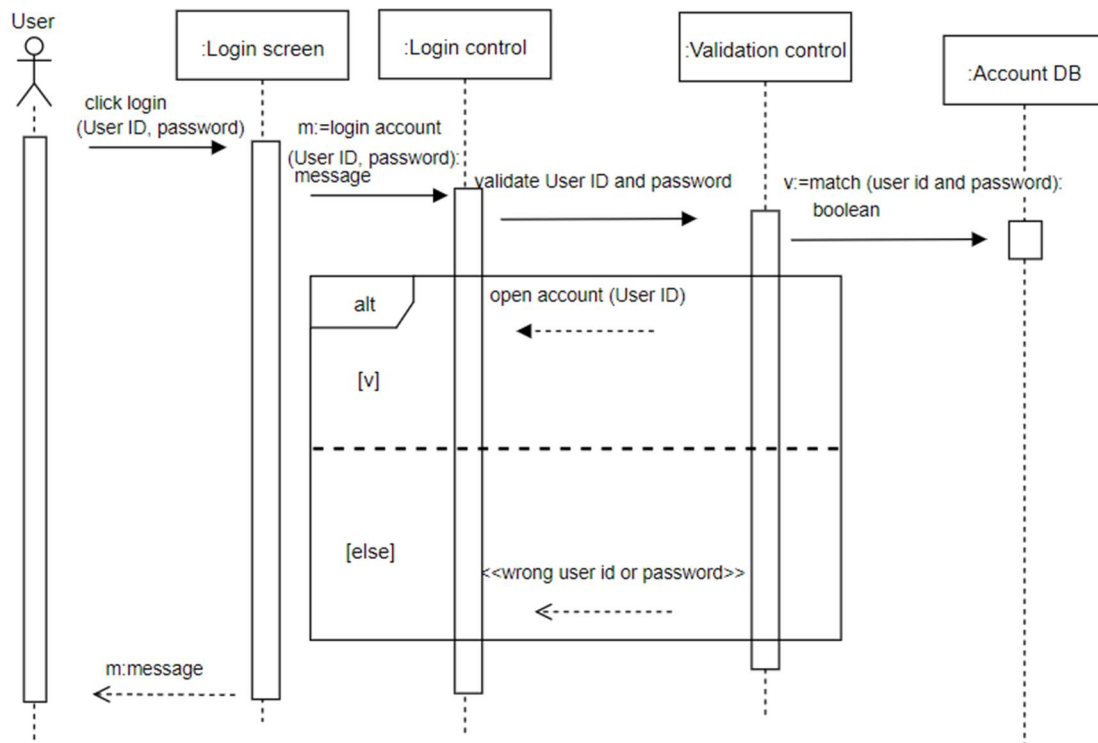 User
:Login screen
:Login control
:Validation control
:Account DB
click login
(User ID, password)
m:=login account
(User ID, password):
message
validate User ID and password
v:=match (user id and password):
boolean
alt
open account (User ID)
[v]
[else]
<<wrong user id or password>>
m:message